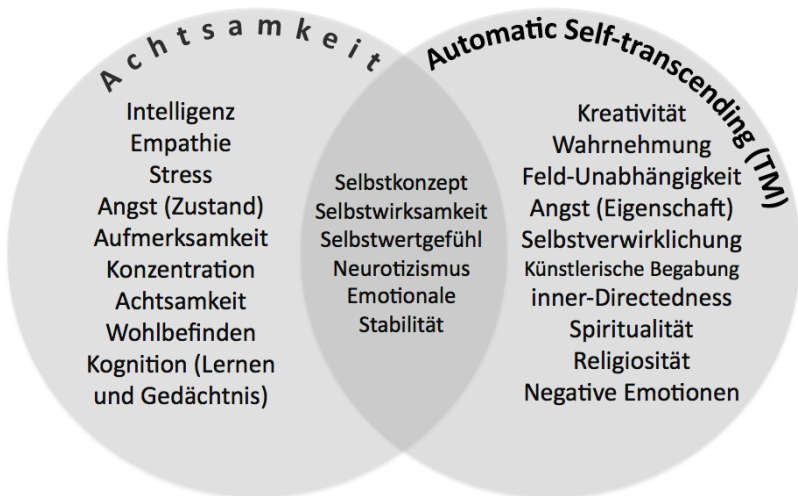 Achtsamkeit
Automatic Self-transcending (TM)
Intelligenz
Empathie
Stress
Angst (Zustand)
Aufmerksamkeit
Konzentration
Achtsamkeit
Wohlbefinden
Kognition (Lernen
und Gedächtnis)
Selbstkonzept
Selbstwirksamkeit
Selbstwertgefühl
Neurotizismus
Emotionale
Stabilität
Kreativität
Wahrnehmung
Feld-Unabhängigkeit
Angst (Eigenschaft)
Selbstverwirklichung
Künstlerische Begabung
inner-Directedness
Spiritualität
Religiosität
Negative Emotionen